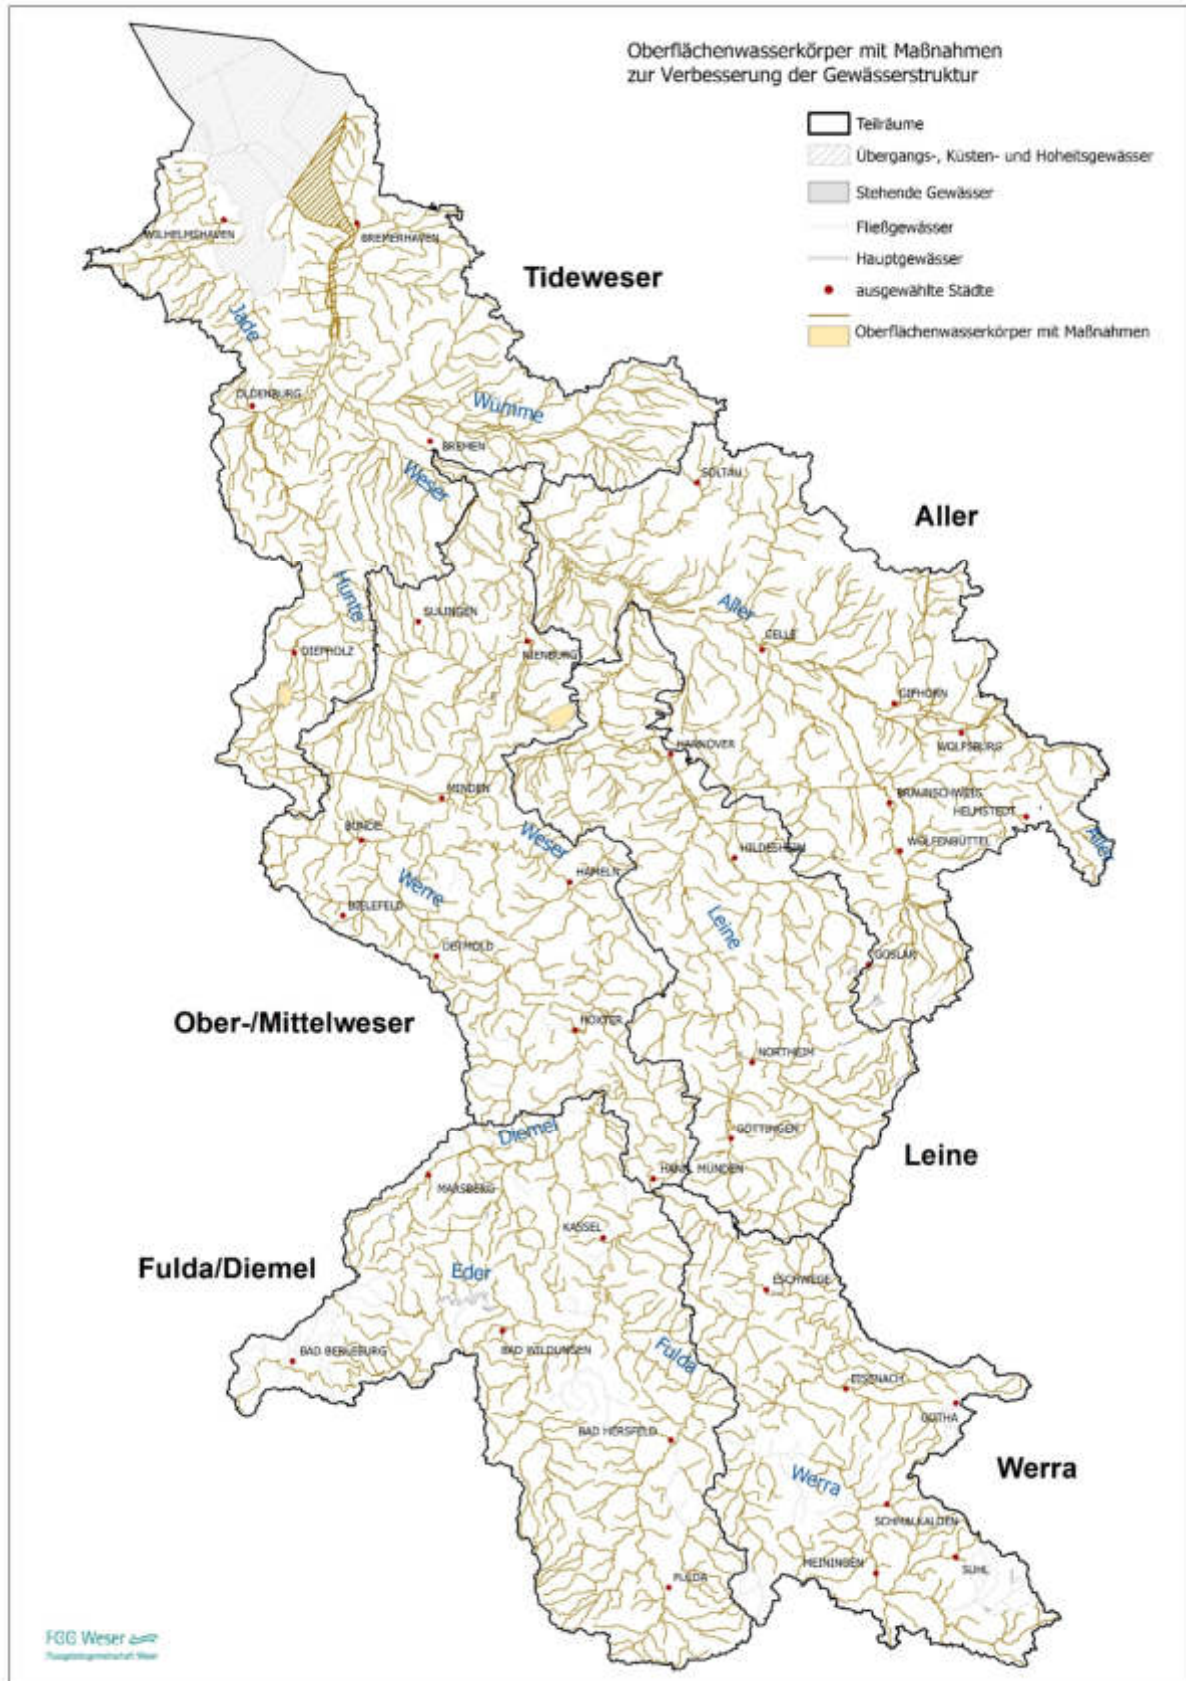 Oberflächenwasserkörper mit Maßnahmen
zur Verbesserung der Gewässerstruktur
Teilräume
Übergangs-, Küsten- und Hoheitsgewässer
Stehende Gewässer
Fließgewässer
Hauptgewässer
ausgewählte Städte
Oberflächenwasserkörper mit Maßnahmen
WILHELMSHAVEN
BREMERHAVEN
Tideweser
Jade
OLDENBURG
Wümme
BREMEN
Weser
SOLTAU
Aller
Hunte
SULINGEN
Aller
DIEPHOLZ
NIENBURG
CELLE
GIFHORN
WOLFSBURG
HANNOVER
MINDEN
BRAUNSCHWEIG
HELMSTEDT
BÜNDE
Weser
WOLFENBÜTTEL
Aller
HILDESHEIM
HAMELN
Werre
BIELEFELD
Leine
DETMOLD
GOSLAR
Ober-/Mittelweser
HÖXTER
NORTHEIM
Diemel
GÖTTINGEN
Leine
HANN. MÜNDEN
MARSBERG
KASSEL
Fulda/Diemel
Eder
ESCHWEGE
BAD BERLEBURG
BAD WILDUNGEN
Fulda
EISENACH
GOTHA
BAD HERSFELD
Werra
Werra
SCHMALKALDEN
MEININGEN
SUHL
FULDA
FGG Weser
Flussgebietsgemeinschaft Weser